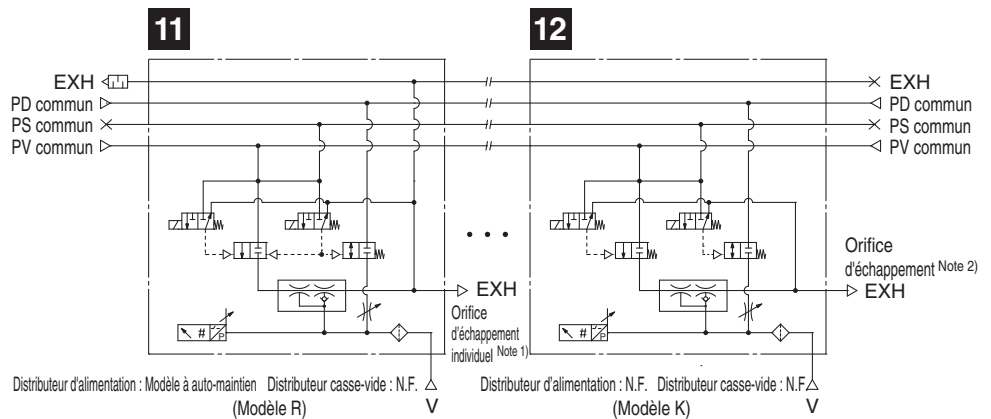 11
12
EXH
PD commun
PS commun
PV commun
EXH
PD commun
PS commun
PV commun
EXH
Orifice
d'échappement
individuel Note 1)
Orifice
d'échappement Note 2)
EXH
#
P
#
P
Distributeur d'alimentation : Modèle à auto-maintien Distributeur casse-vide : N.F.
(Modèle R)
V
Distributeur d'alimentation : N.F. Distributeur casse-vide : N.F.
(Modèle K)
V